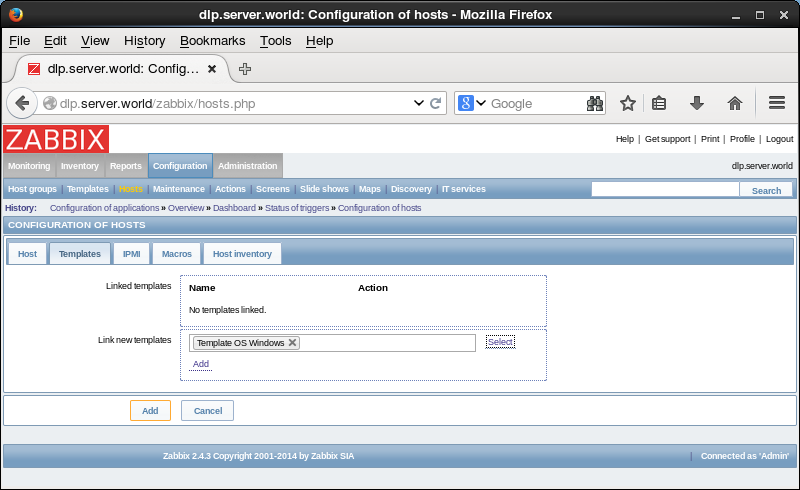 dlp.server.world: Configuration of hosts - Mozilla Firefox
File Edit View History Bookmarks Tools Help
dlp.server.world: Config...
dlp.server.world/zabbix/hosts.php
Google
ZABBIX
Help | Get support | Print | Profile | Logout
Monitoring Inventory Reports Configuration Administration
dlp.server.world
Host groups | Templates | Hosts | Maintenance | Actions | Screens | Slide shows | Maps | Discovery | IT services
Search
History: Configuration of applications » Overview » Dashboard » Status of triggers » Configuration of hosts
CONFIGURATION OF HOSTS
Host Templates IPMI Macros Host inventory
Linked templates
Name Action
No templates linked.
Link new templates
Template OS Windows
Select
Add
Add Cancel
Zabbix 2.4.3 Copyright 2001-2014 by Zabbix SIA
| Connected as 'Admin'